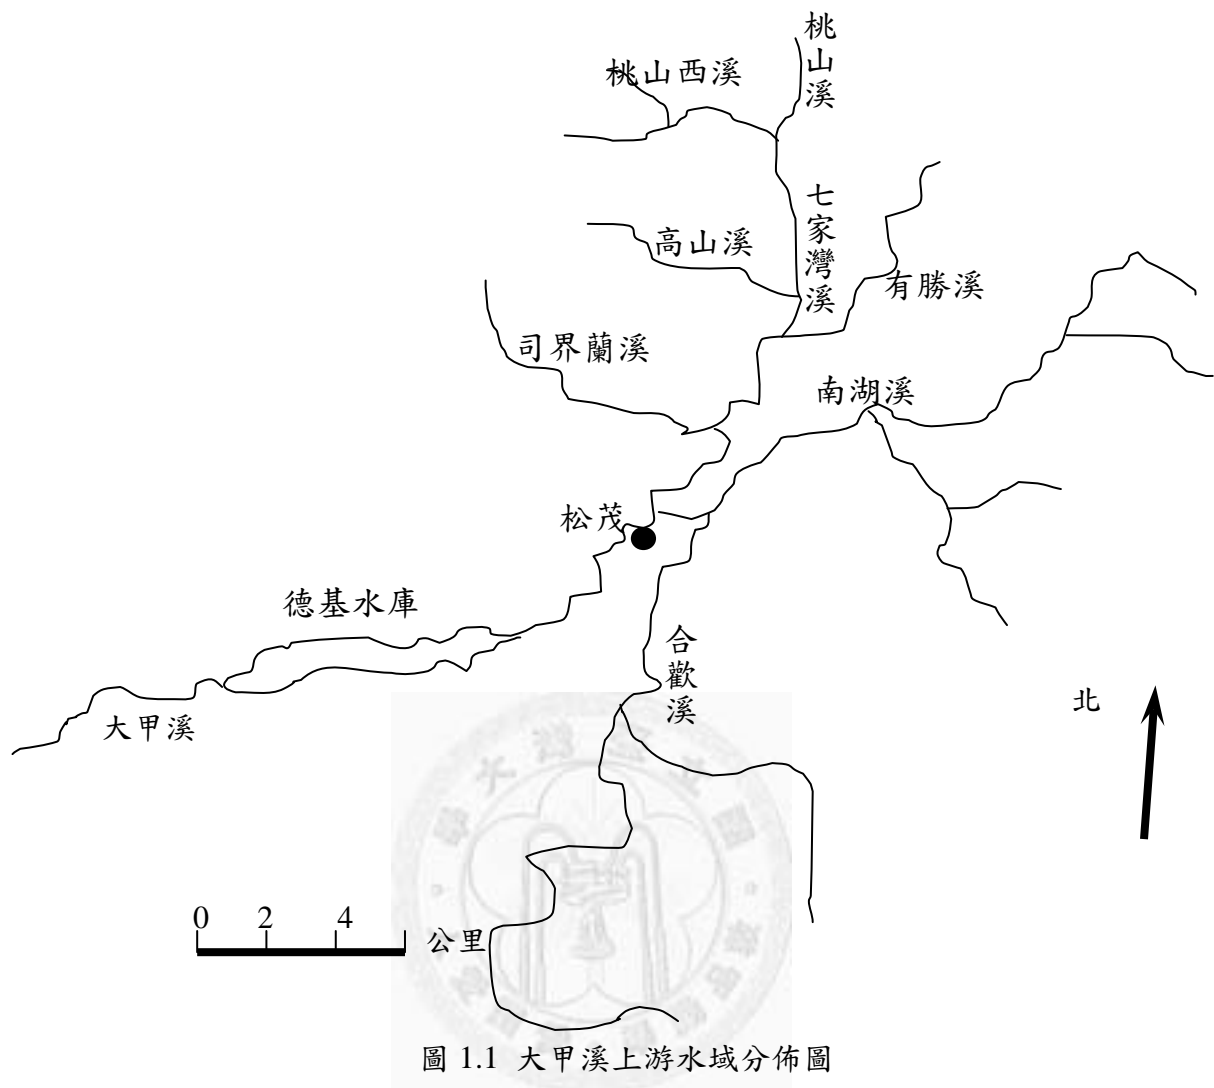 桃山溪
桃山西溪
七家灣溪
高山溪
有勝溪
司界蘭溪
南湖溪
松茂
德基水庫
合歡溪
北
大甲溪
0 2 4
公里
圖 1.1 大甲溪上游水域分佈圖